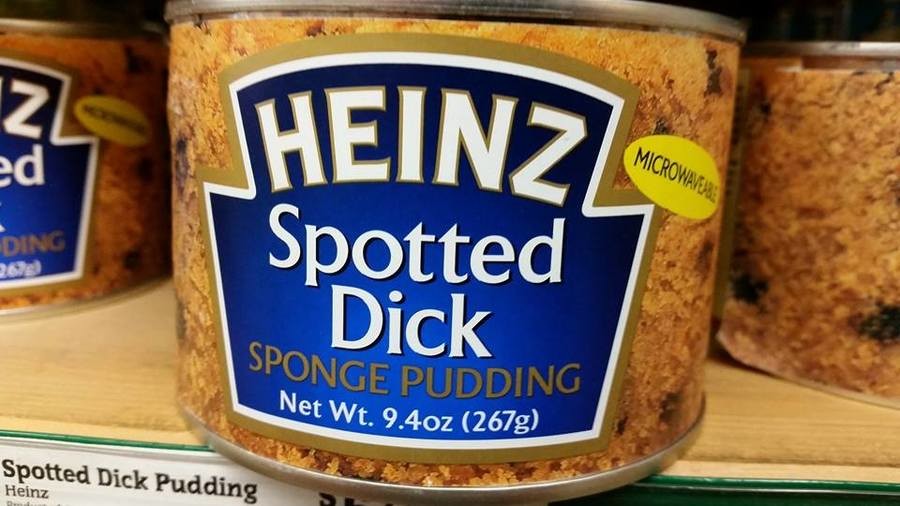 HEINZ
Spotted
Dick
SPONGE PUDDING
Net Wt. 9.4oz (267g)
MICROWAVEABLE
Spotted Dick Pudding
Heinz